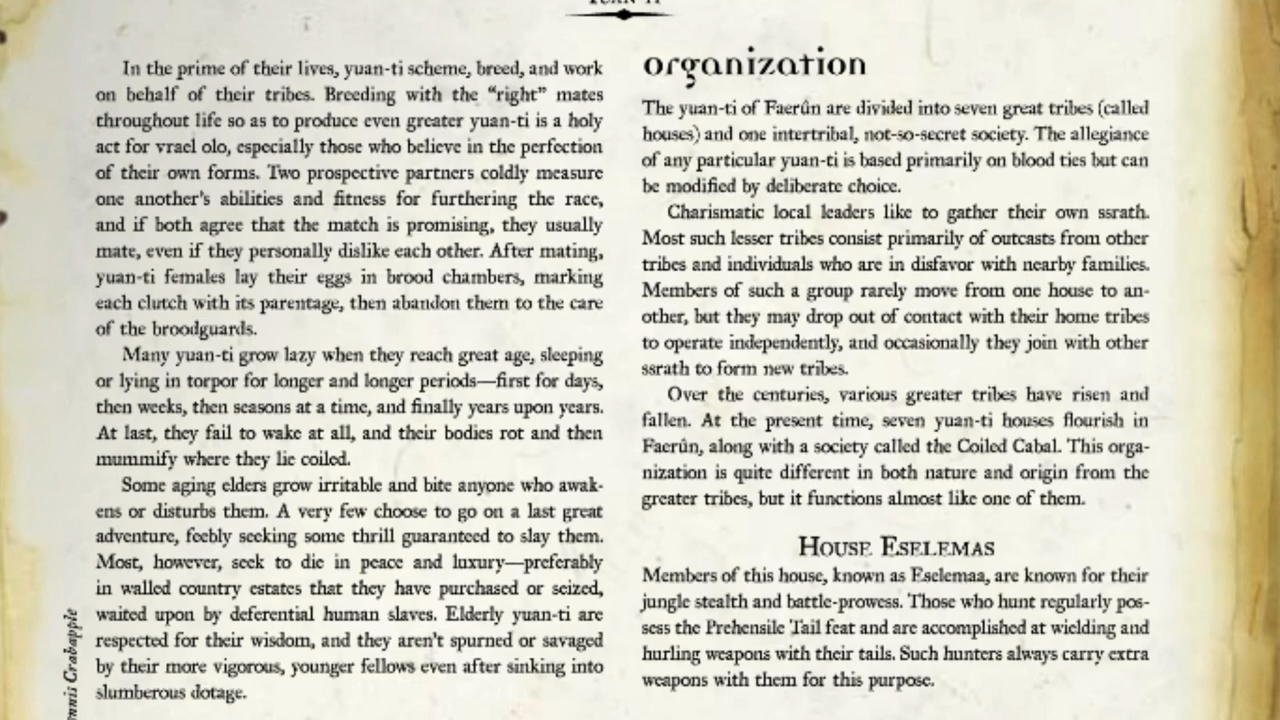 In the prime of their lives, yuan-ti scheme, breed, and work
on behalf of their tribes. Breeding with the “right” mates
throughout life so as to produce even greater yuan-ti is a holy
act for vrael olo, especially those who believe in the perfection
of their own forms. Two prospective partners coldly measure
one another's abilities and fitness for furthering the race,
and if both agree that the match is promising, they usually
mate, even if they personally dislike each other. After mating,
yuan-ti females lay their eggs in brood chambers, marking
each clutch with its parentage, then abandon them to the care
of the broodguards.
Many yuan-ti grow lazy when they reach great age, sleeping
or lying in torpor for longer and longer periods—first for days,
then weeks, then seasons at a time, and finally years upon years.
At last, they fail to wake at all, and their bodies rot and then
mummify where they lie coiled.
Some aging elders grow irritable and bite anyone who awak-
ens or disturbs them. A very few choose to go on a last great
adventure, feebly seeking some thrill guaranteed to slay them.
Most, however, seek to die in peace and luxury—preferably
in walled country estates that they have purchased or seized,
waited upon by deferential human slaves. Elderly yuan-ti are
respected for their wisdom, and they aren't spurned or savaged
by their more vigorous, younger fellows even after sinking into
slumberous dotage.
organization
The yuan-ti of Faerûn are divided into seven great tribes (called
houses) and one intertribal, not-so-secret society. The allegiance
of any particular yuan-ti is based primarily on blood ties but can
be modified by deliberate choice.
Charismatic local leaders like to gather their own ssrath.
Most such lesser tribes consist primarily of outcasts from other
tribes and individuals who are in disfavor with nearby families.
Members of such a group rarely move from one house to an-
other, but they may drop out of contact with their home tribes
to operate independently, and occasionally they join with other
ssrath to form new tribes.
Over the centuries, various greater tribes have risen and
fallen. At the present time, seven yuan-ti houses flourish in
Faerûn, along with a society called the Coiled Cabal. This orga-
nization is quite different in both nature and origin from the
greater tribes, but it functions almost like one of them.
House Eselemas
Members of this house, known as Eselemaa, are known for their
jungle stealth and battle-prowess. Those who hunt regularly pos-
sess the Prehensile Tail feat and are accomplished at wielding and
hurling weapons with their tails. Such hunters always carry extra
weapons with them for this purpose.
Crabapple